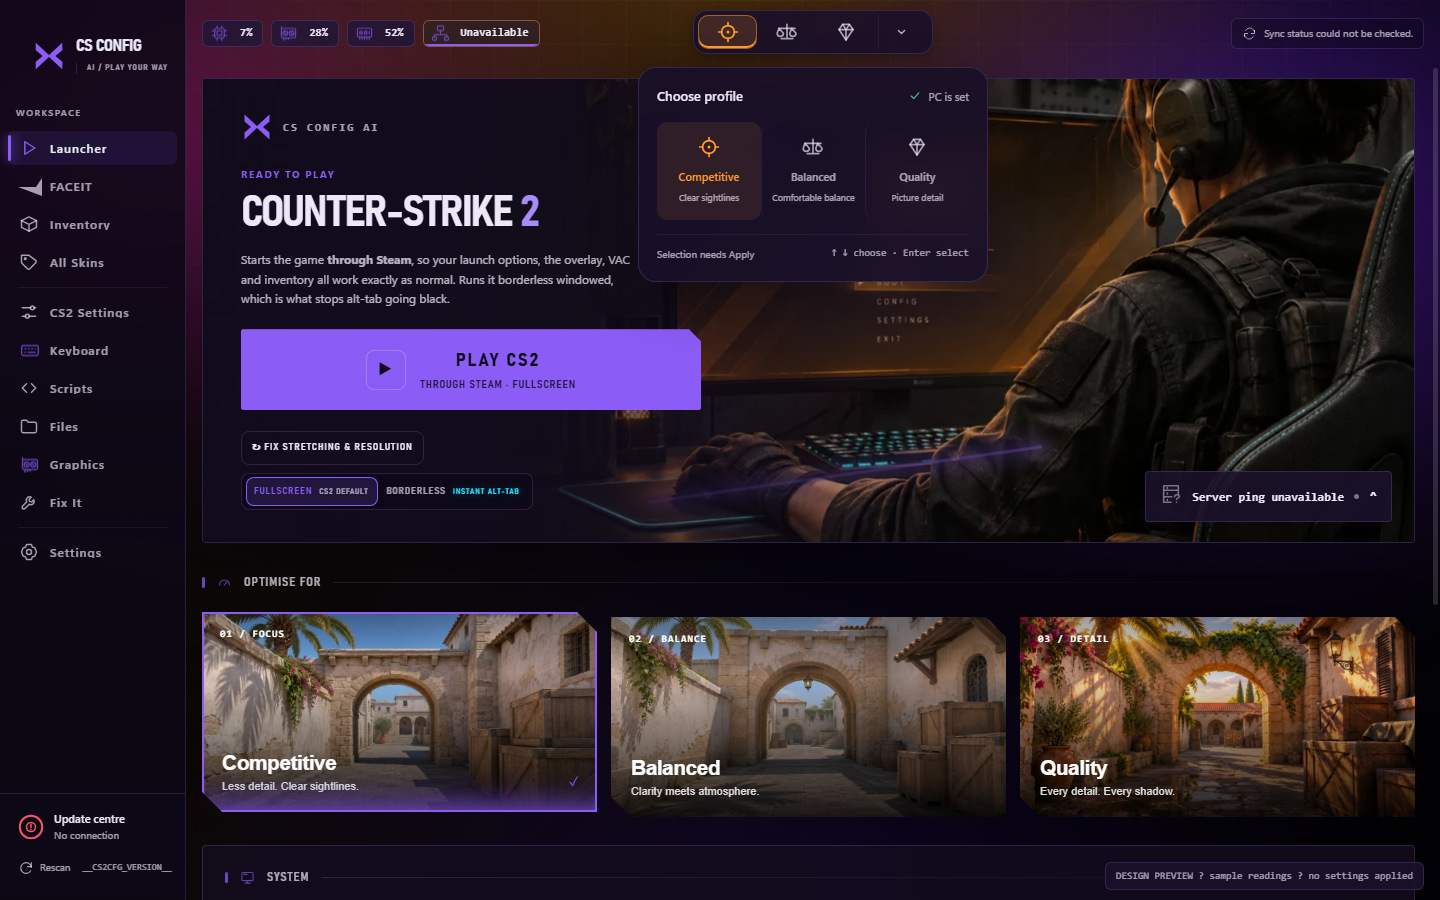 CS CONFIG
AI / PLAY YOUR WAY
WORKSPACE
Launcher
FACEIT
Inventory
All Skins
CS2 Settings
Keyboard
Scripts
Files
Graphics
Fix It
Settings
Update centre
No connection
Rescan
__CS2CFG_VERSION__
7%
28%
52%
Unavailable
Sync status could not be checked.
Choose profile
PC is set
Competitive
Clear sightlines
Balanced
Comfortable balance
Quality
Picture detail
Selection needs Apply
↑ ↓ choose · Enter select
CS CONFIG AI
READY TO PLAY
COUNTER-STRIKE 2
Starts the game through Steam, so your launch options, the overlay, VAC
and inventory all work exactly as normal. Runs it borderless windowed,
which is what stops alt-tab going black.
PLAY CS2
THROUGH STEAM · FULLSCREEN
↻ FIX STRETCHING & RESOLUTION
FULLSCREEN CS2 DEFAULT
BORDERLESS INSTANT ALT-TAB
CONFIG
SETTINGS
EXIT
Server ping unavailable
OPTIMISE FOR
01 / FOCUS
Competitive
Less detail. Clear sightlines.
02 / BALANCE
Balanced
Clarity meets atmosphere.
03 / DETAIL
Quality
Every detail. Every shadow.
SYSTEM
DESIGN PREVIEW ? sample readings ? no settings applied